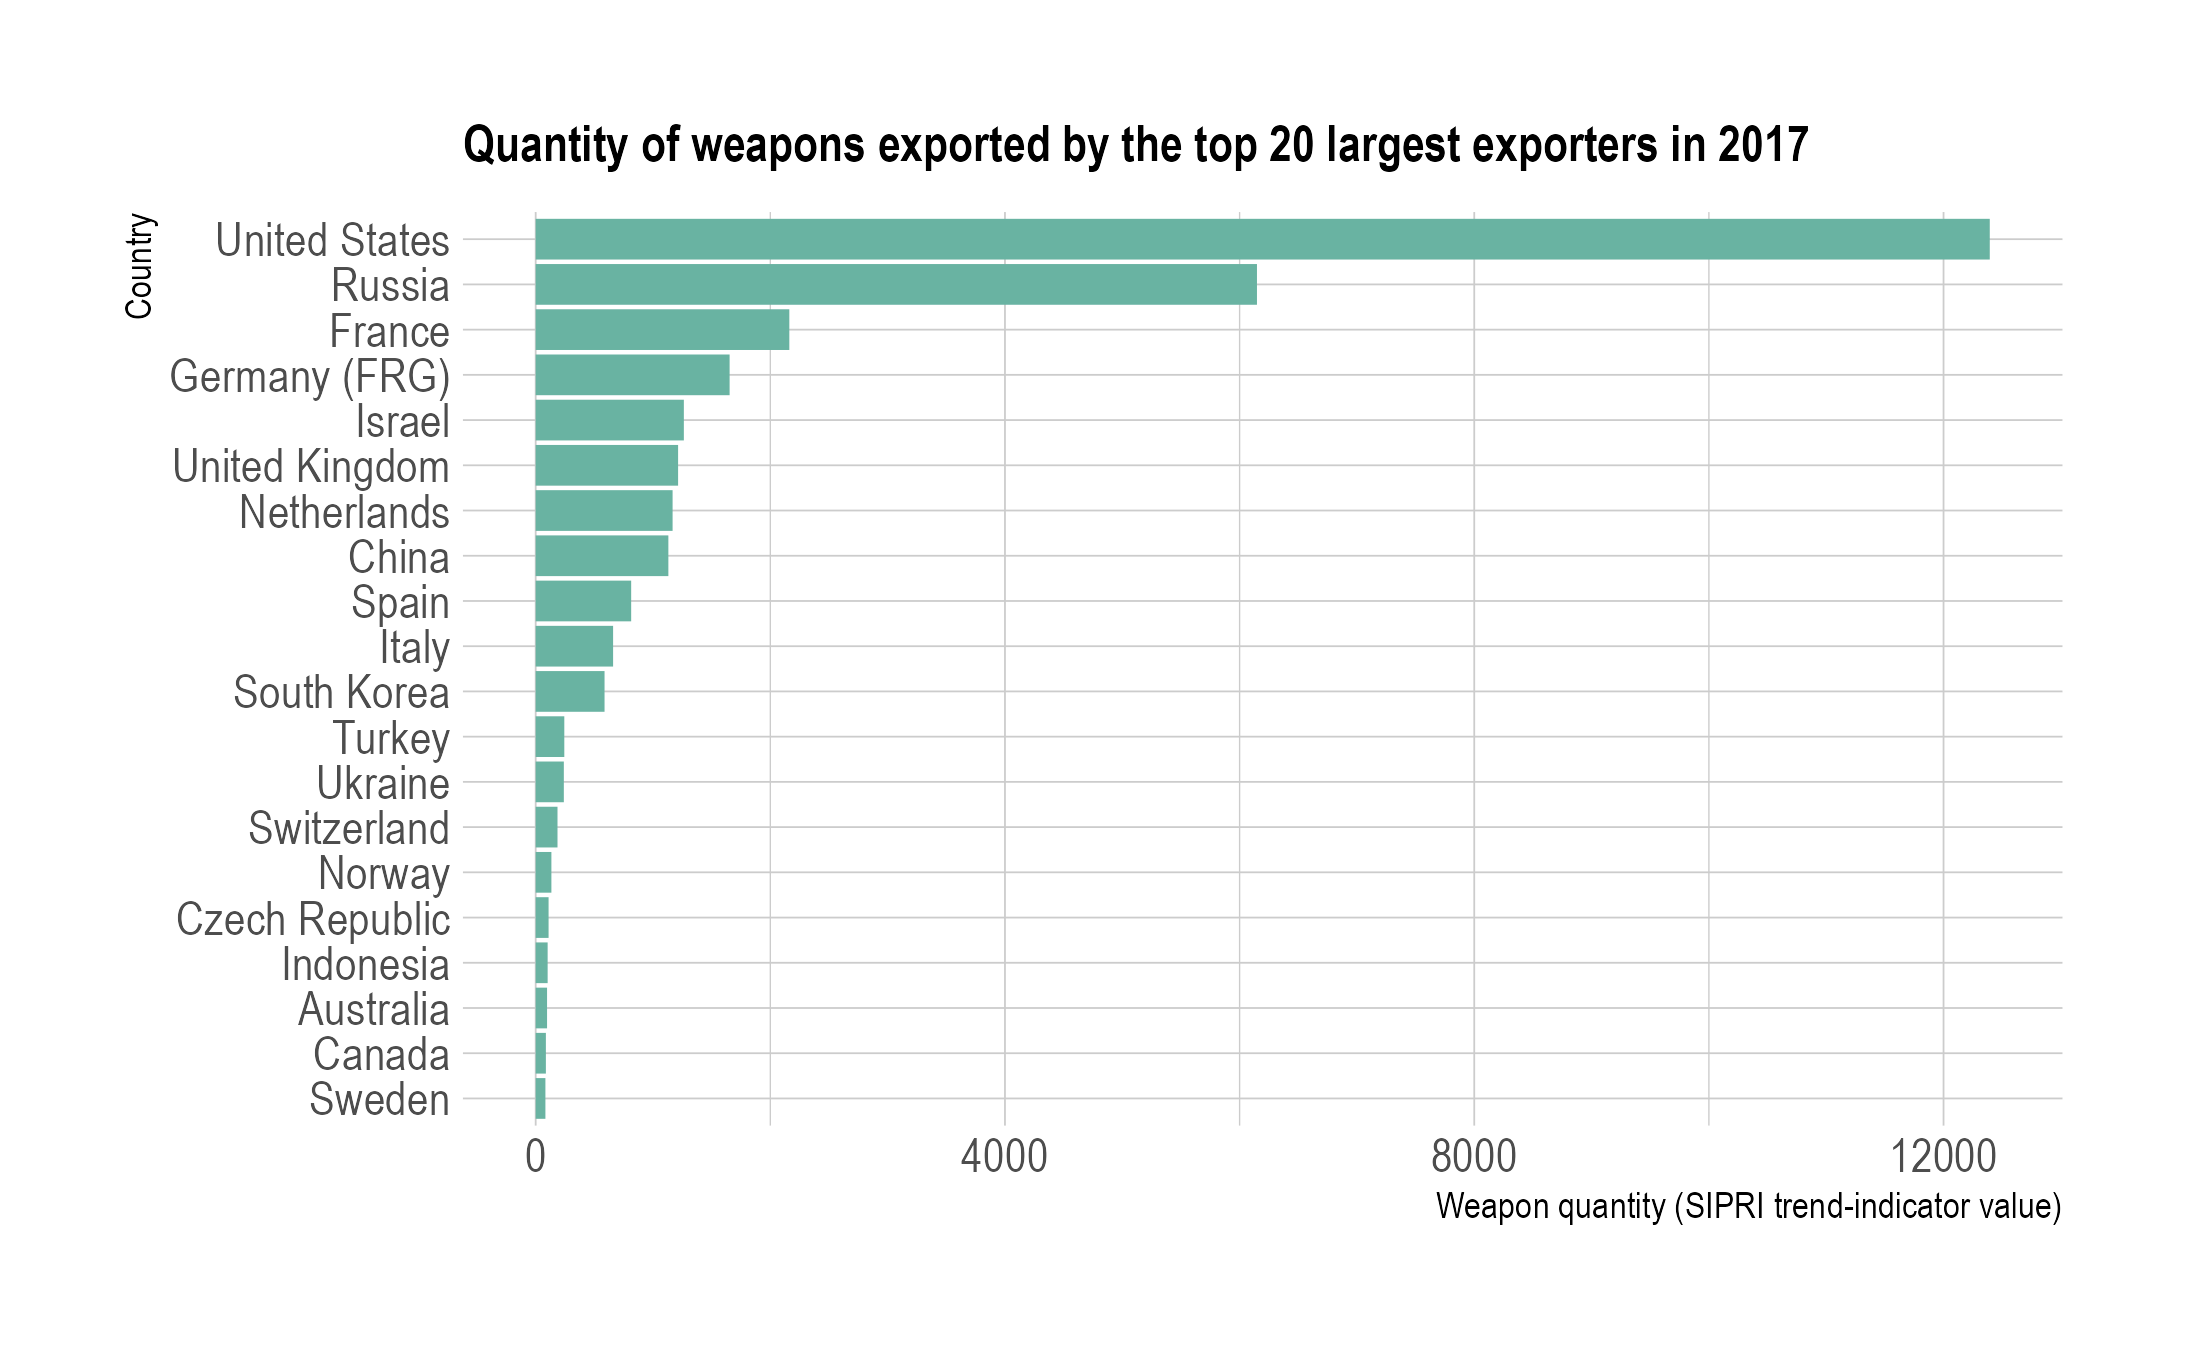 Quantity of weapons exported by the top 20 largest exporters in 2017
Country
United States
Russia
France
Germany (FRG)
Israel
United Kingdom
Netherlands
China
Spain
Italy
South Korea
Turkey
Ukraine
Switzerland
Norway
Czech Republic
Indonesia
Australia
Canada
Sweden
0 4000 8000 12000
Weapon quantity (SIPRI trend-indicator value)